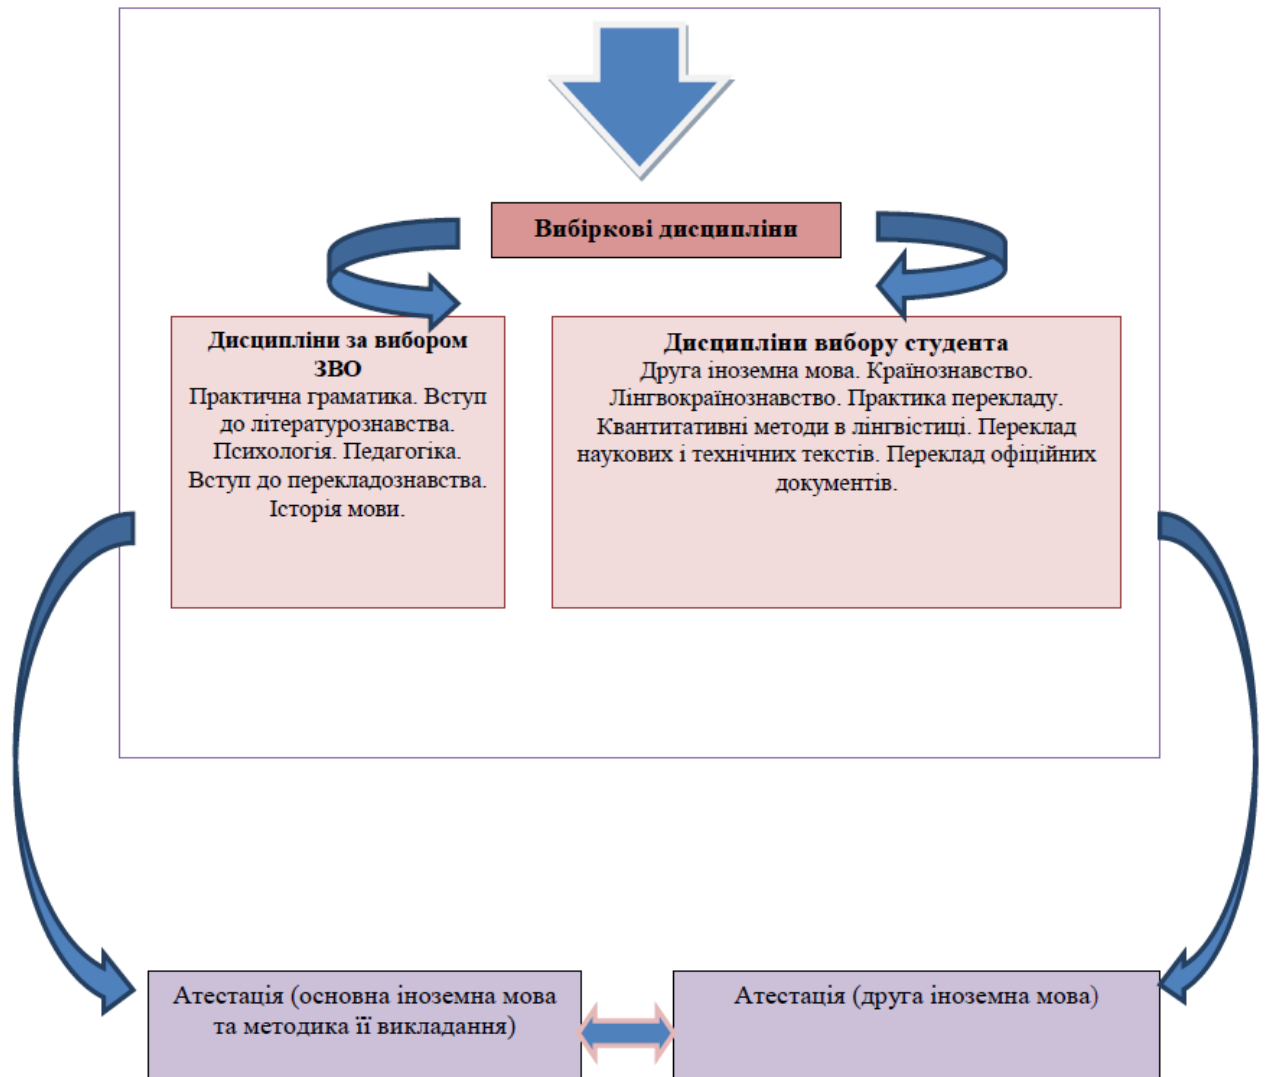 Вибіркові дисципліни
Дисципліни за вибором
ЗВО
Практична граматика. Вступ
до літературознавства.
Психологія. Педагогіка.
Вступ до перекладознавства.
Історія мови.
Дисципліни вибору студента
Друга іноземна мова. Країнознавство.
Лінгвокраїнознавство. Практика перекладу.
Квантитативні методи в лінгвістиці. Переклад
наукових і технічних текстів. Переклад офіційних
документів.
Атестація (основна іноземна мова
та методика її викладання)
Атестація (друга іноземна мова)